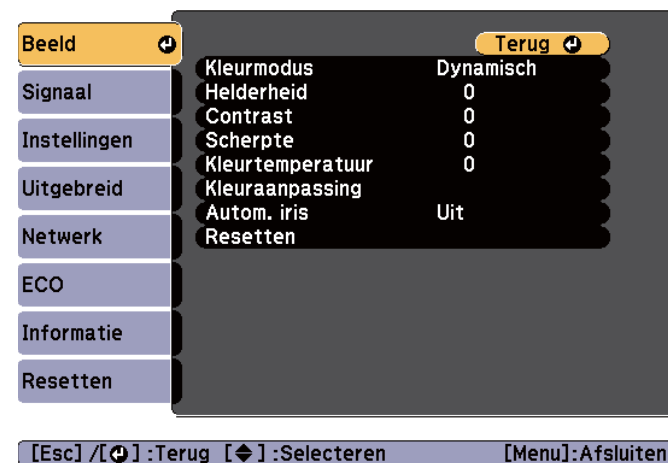 Beeld
Signaal
Instellingen
Uitgebreid
Netwerk
ECO
Informatie
Resetten
Terug
Kleurmodus Dynamisch
Helderheid 0
Contrast 0
Scherpte 0
Kleurtemperatuur 0
Kleuraanpassing
Autom. iris Uit
Resetten
[Esc] /[⏎] :Terug [◆] :Selecteren [Menu]:Afsluiten